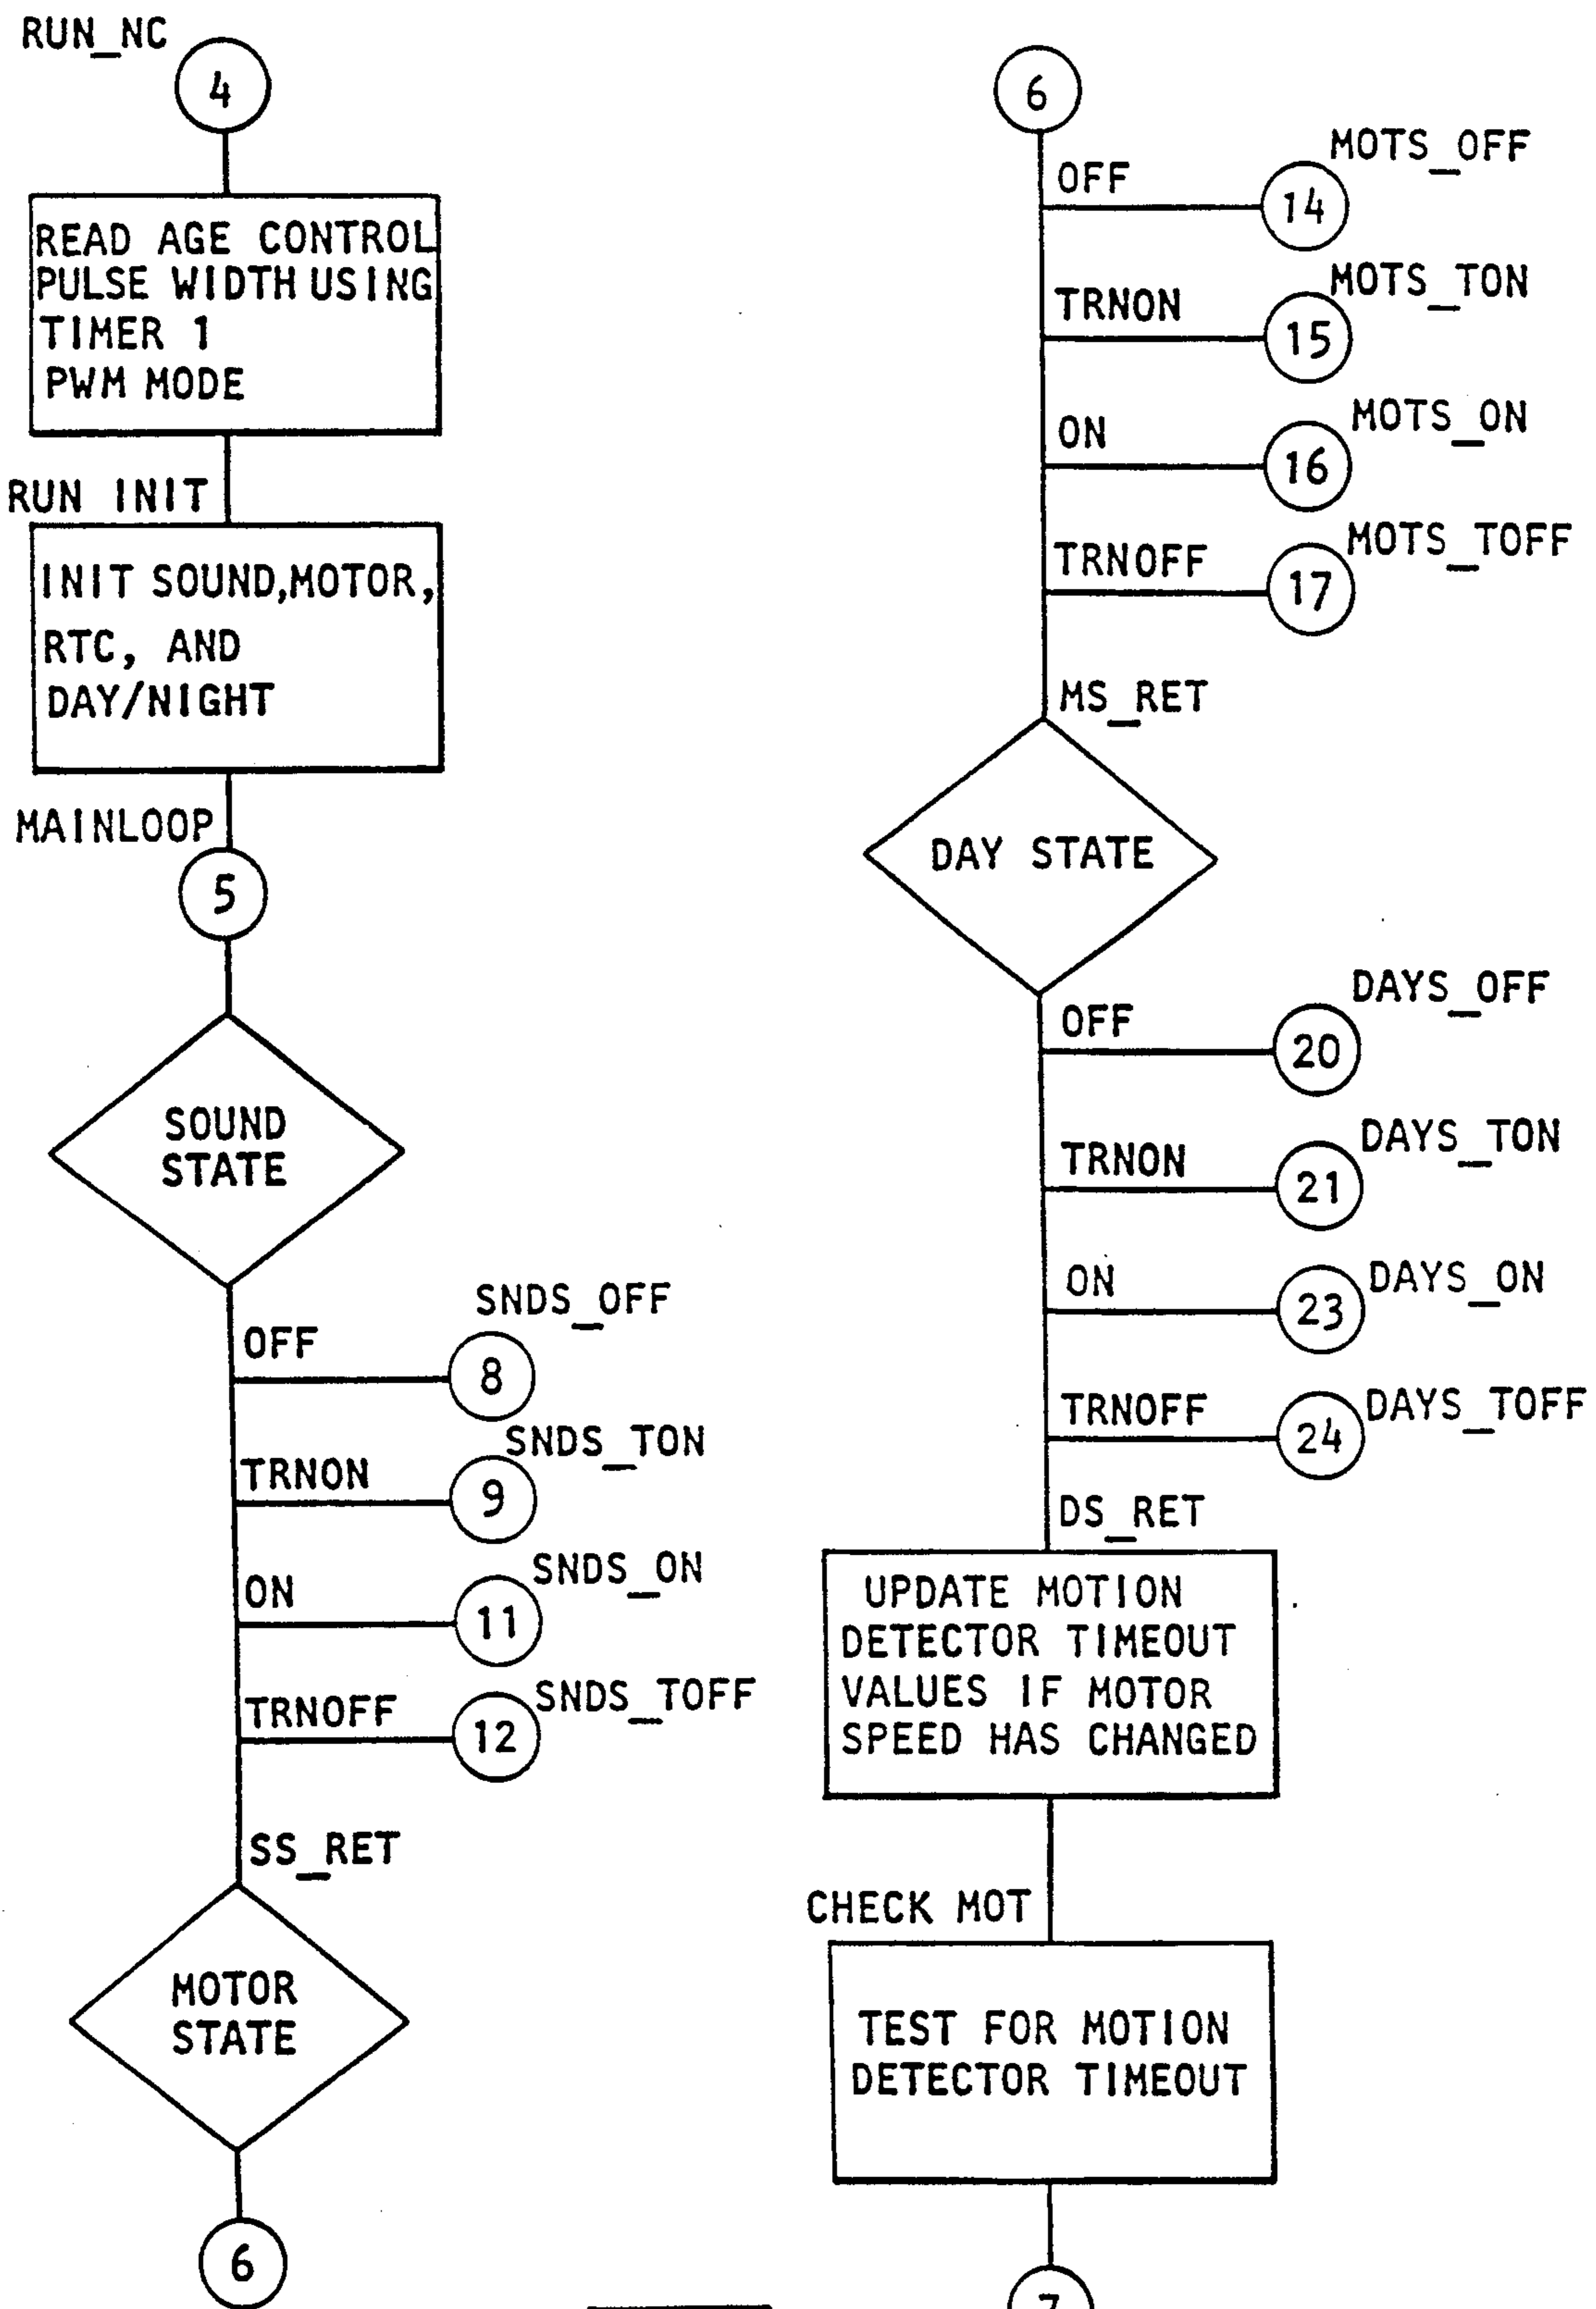 RUN_NC
4
READ AGE CONTROL
PULSE WIDTH USING
TIMER 1
PWM MODE
RUN INIT
INIT SOUND,MOTOR,
RTC, AND
DAY/NIGHT
MAINLOOP
5
SOUND
STATE
SNDS_OFF
OFF
8
SNDS_TON
TRNON
9
SNDS_ON
ON
11
SNDS_TOFF
TRNOFF
12
SS_RET
MOTOR
STATE
6
6
MOTS_OFF
OFF
14
MOTS_TON
TRNON
15
MOTS_ON
ON
16
MOTS_TOFF
TRNOFF
17
MS_RET
DAY STATE
DAYS_OFF
OFF
20
DAYS_TON
TRNON
21
DAYS_ON
ON
23
DAYS_TOFF
TRNOFF
24
DS_RET
UPDATE MOTION
DETECTOR TIMEOUT
VALUES IF MOTOR
SPEED HAS CHANGED
CHECK MOT
TEST FOR MOTION
DETECTOR TIMEOUT
7